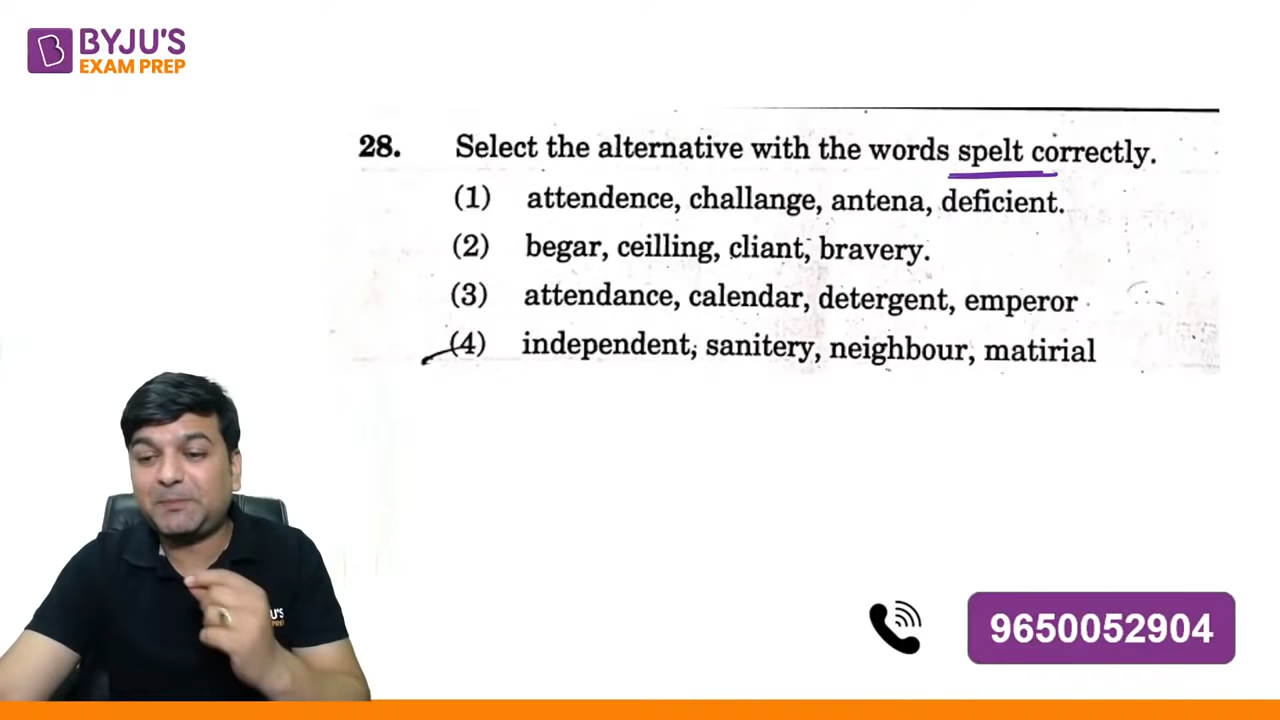 BYJU'S
EXAM PREP
28. Select the alternative with the words spelt correctly.
(1) attendence, challange, antena, deficient.
(2) begar, ceilling, cliant, bravery.
(3) attendance, calendar, detergent, emperor
(4) independent, sanitery, neighbour, matirial
9650052904